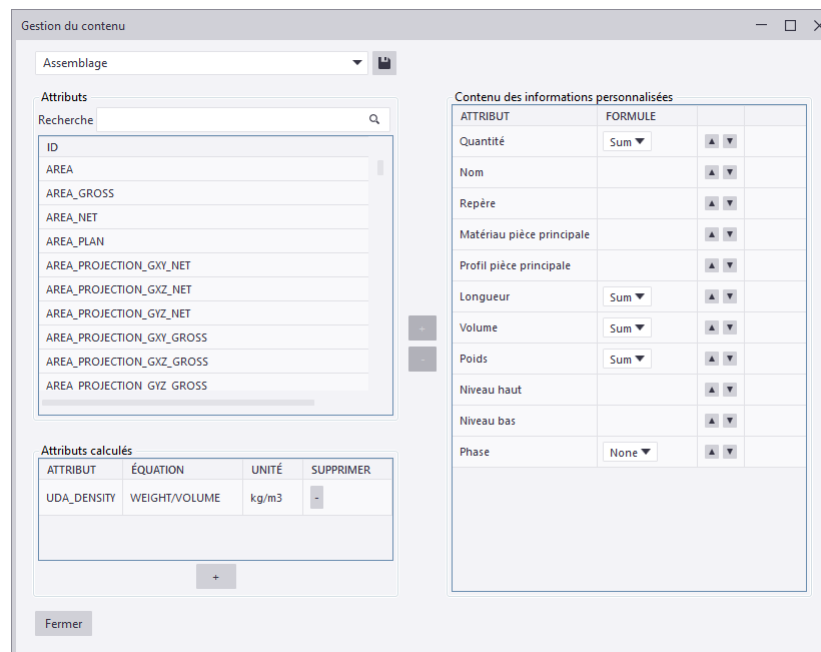 Gestion du contenu
Assemblage
Attributs
Recherche
ID
AREA
AREA_GROSS
AREA_NET
AREA_PLAN
AREA_PROJECTION_GXY_NET
AREA_PROJECTION_GXZ_NET
AREA_PROJECTION_GYZ_NET
AREA_PROJECTION_GXY_GROSS
AREA_PROJECTION_GXZ_GROSS
AREA_PROJECTION_GYZ_GROSS
+
-
Attributs calculés
ATTRIBUT ÉQUATION UNITÉ SUPPRIMER
UDA_DENSITY WEIGHT/VOLUME kg/m3 -
+
Fermer
Contenu des informations personnalisées
ATTRIBUT FORMULE
Quantité Sum
Nom
Repère
Matériau pièce principale
Profil pièce principale
Longueur Sum
Volume Sum
Poids Sum
Niveau haut
Niveau bas
Phase None